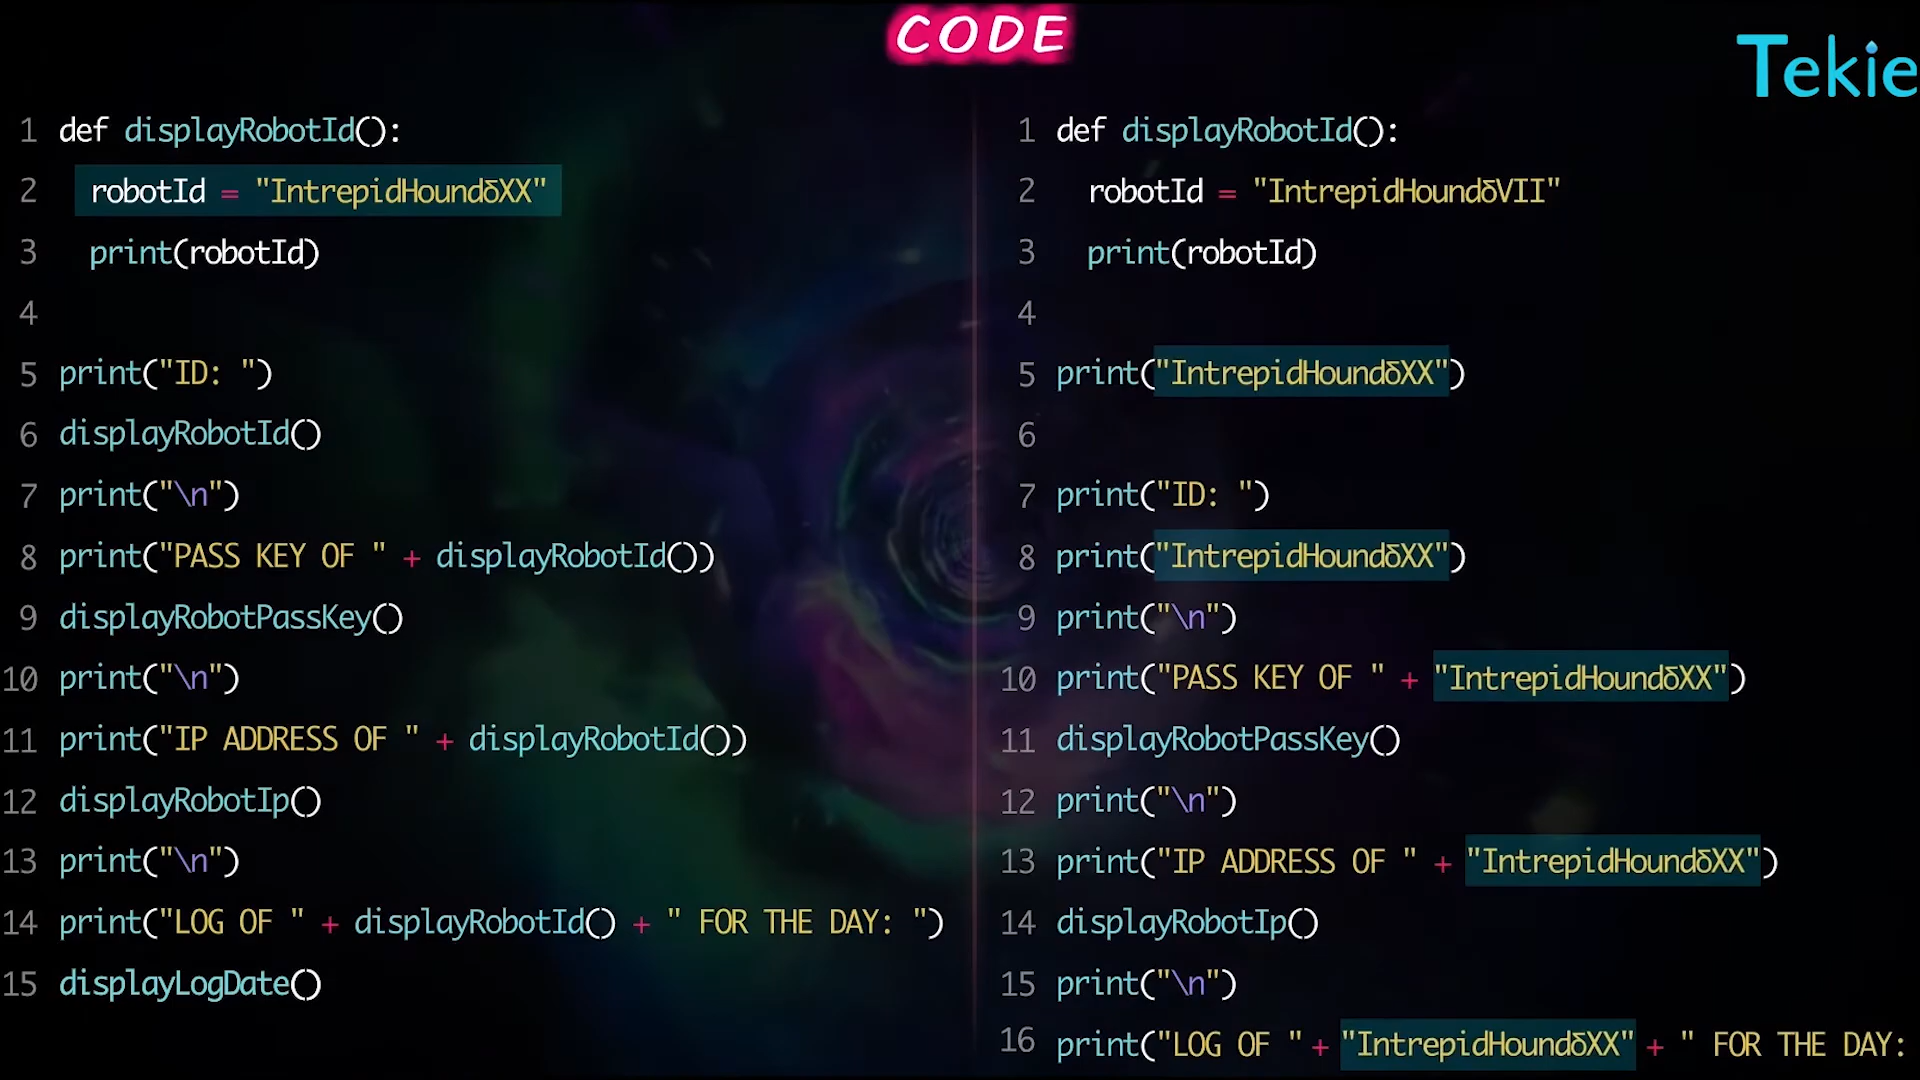 CODE
Tekie
1 def displayRobotId():
2 robotId = "IntrepidHoundδXX"
3 print(robotId)
4
5 print("ID: ")
6 displayRobotId()
7 print("\n")
8 print("PASS KEY OF " + displayRobotId())
9 displayRobotPassKey()
10 print("\n")
11 print("IP ADDRESS OF " + displayRobotId())
12 displayRobotIp()
13 print("\n")
14 print("LOG OF " + displayRobotId() + " FOR THE DAY: ")
15 displayLogDate()
1 def displayRobotId():
2 robotId = "IntrepidHoundδVII"
3 print(robotId)
4
5 print("IntrepidHoundδXX")
6
7 print("ID: ")
8 print("IntrepidHoundδXX")
9 print("\n")
10 print("PASS KEY OF " + "IntrepidHoundδXX")
11 displayRobotPassKey()
12 print("\n")
13 print("IP ADDRESS OF " + "IntrepidHoundδXX")
14 displayRobotIp()
15 print("\n")
16 print("LOG OF " + "IntrepidHoundδXX" + " FOR THE DAY: